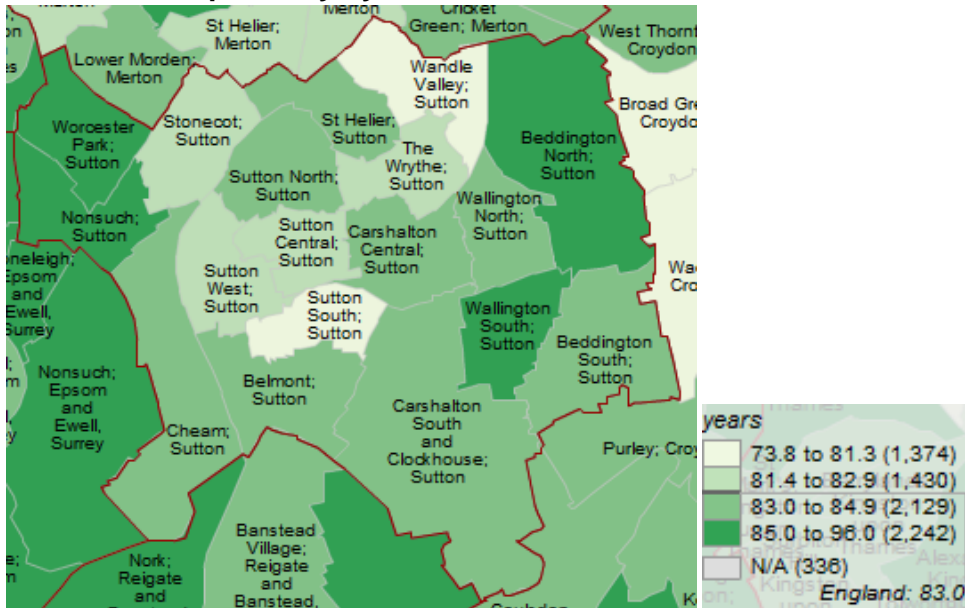 Merton
St Helier;
Merton
Cricket
Green; Merton
West Thornt
Croydon
Lower Morden;
Merton
Wandle
Valley;
Sutton
Broad Gre
Croydo
Worcester
Park;
Sutton
Stonecot;
Sutton
St Helier;
Sutton
The
Wrythe;
Sutton
Beddington
North;
Sutton
Sutton North;
Sutton
Wallington
North;
Sutton
Nonsuch;
Sutton
Sutton
Central;
Sutton
Carshalton
Central;
Sutton
oneleigh;
Epsom
and
Ewell,
Surrey
Sutton
West;
Sutton
Wad
Cro
Sutton
South;
Sutton
Wallington
South;
Sutton
Beddington
South;
Sutton
Nonsuch;
Epsom
and
Ewell,
Surrey
Belmont;
Sutton
Carshalton
South
and
Clockhouse;
Sutton
Cheam;
Sutton
Purley; Croy
Banstead
Village;
Reigate
and
Banstead,
Nork;
Reigate
and
years
73.8 to 81.3 (1,374)
81.4 to 82.9 (1,430)
83.0 to 84.9 (2,129)
85.0 to 96.0 (2,242)
N/A (336)
England: 83.0